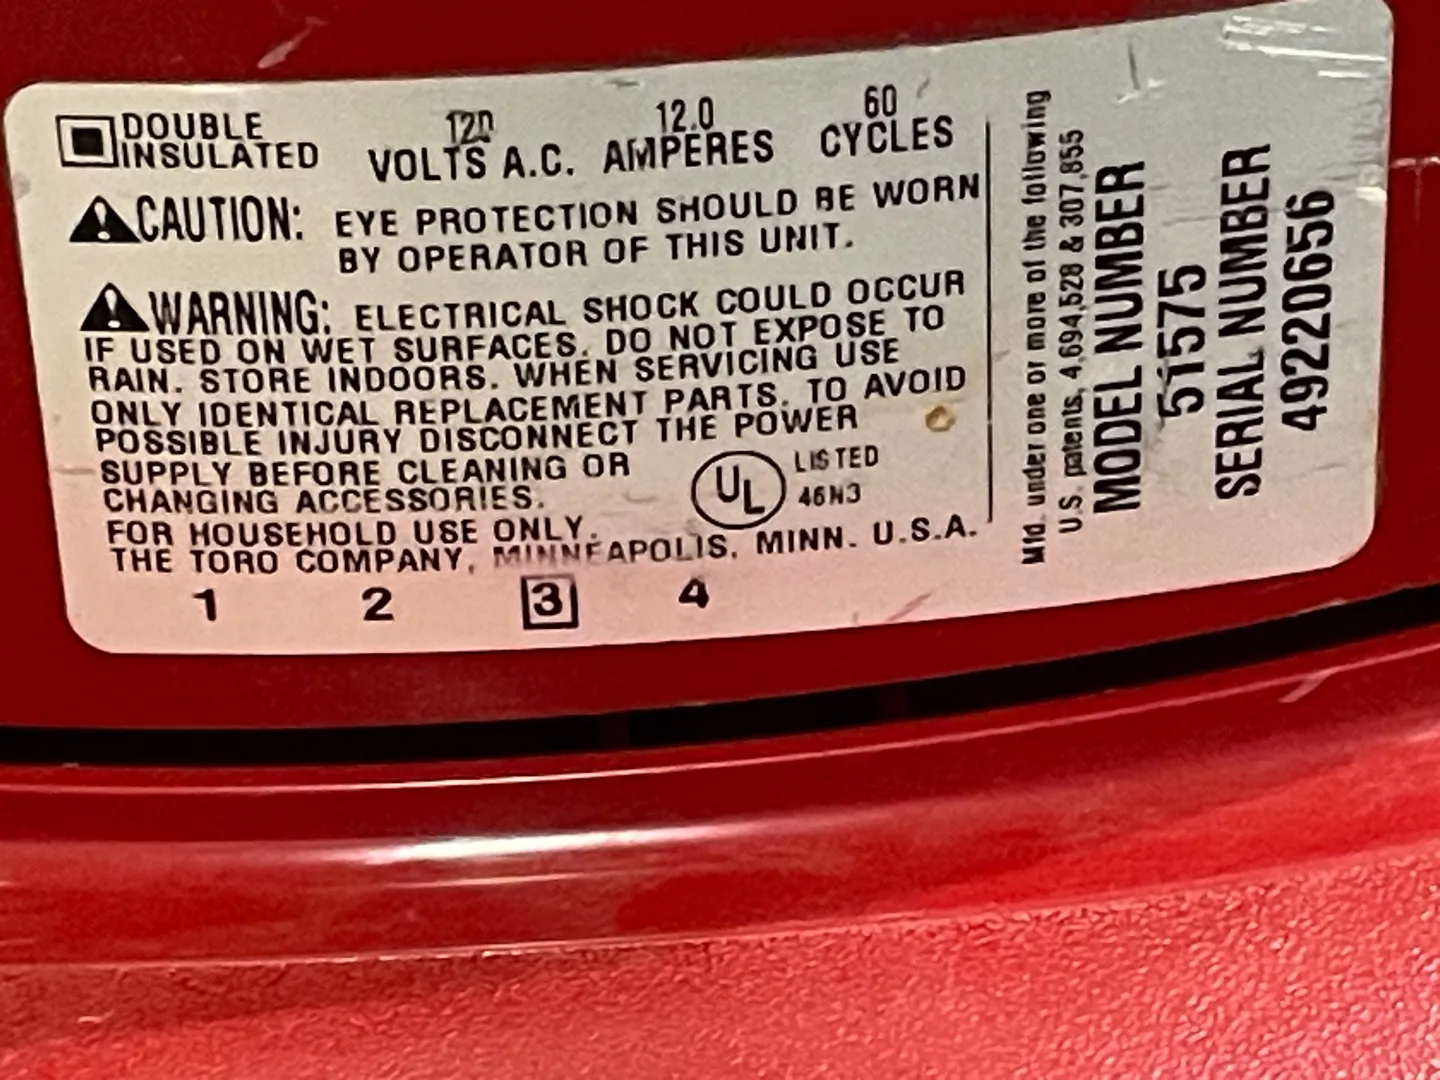 DOUBLE INSULATED
120 VOLTS A.C.
12.0 AMPERES
60 CYCLES
CAUTION: EYE PROTECTION SHOULD BE WORN
BY OPERATOR OF THIS UNIT.
WARNING: ELECTRICAL SHOCK COULD OCCUR
IF USED ON WET SURFACES. DO NOT EXPOSE TO
RAIN. STORE INDOORS. WHEN SERVICING USE
ONLY IDENTICAL REPLACEMENT PARTS. TO AVOID
POSSIBLE INJURY DISCONNECT THE POWER
SUPPLY BEFORE CLEANING OR
CHANGING ACCESSORIES.
UL LISTED
46N3
FOR HOUSEHOLD USE ONLY.
THE TORO COMPANY, MINNEAPOLIS, MINN. U.S.A.
1 2 3 4
Mfd. under one or more of the following
U.S. patents, 4,694,528 & 307,855
MODEL NUMBER
51575
SERIAL NUMBER
49220656